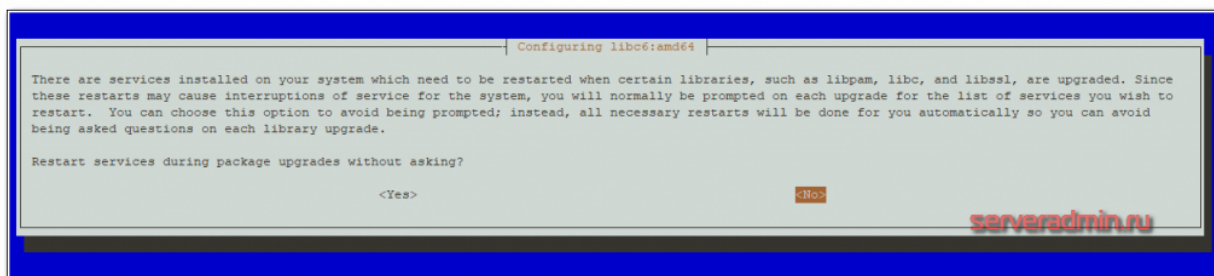 Configuring libc6:amd64
There are services installed on your system which need to be restarted when certain libraries, such as libpam, libc, and libssl, are upgraded. Since
these restarts may cause interruptions of service for the system, you will normally be prompted on each upgrade for the list of services you wish to
restart.  You can choose this option to avoid being prompted; instead, all necessary restarts will be done for you automatically so you can avoid
being asked questions on each library upgrade.
Restart services during package upgrades without asking?
<Yes> <No>
serveradmin.ru